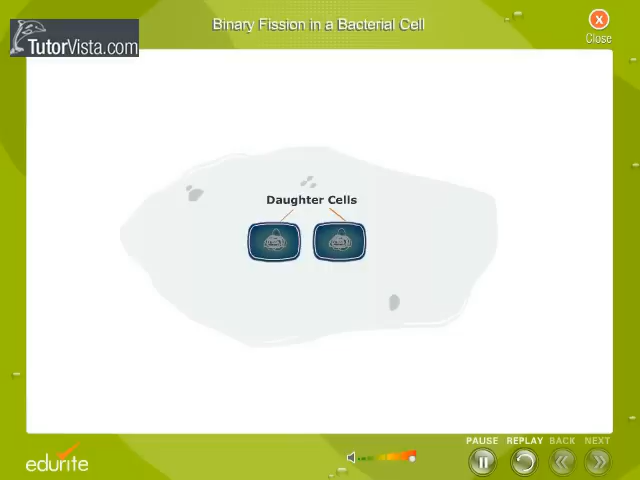 Binary Fission in a Bacterial Cell
X
Close
TutorVista.com
Daughter Cells
PAUSE REPLAY BACK NEXT
edurite